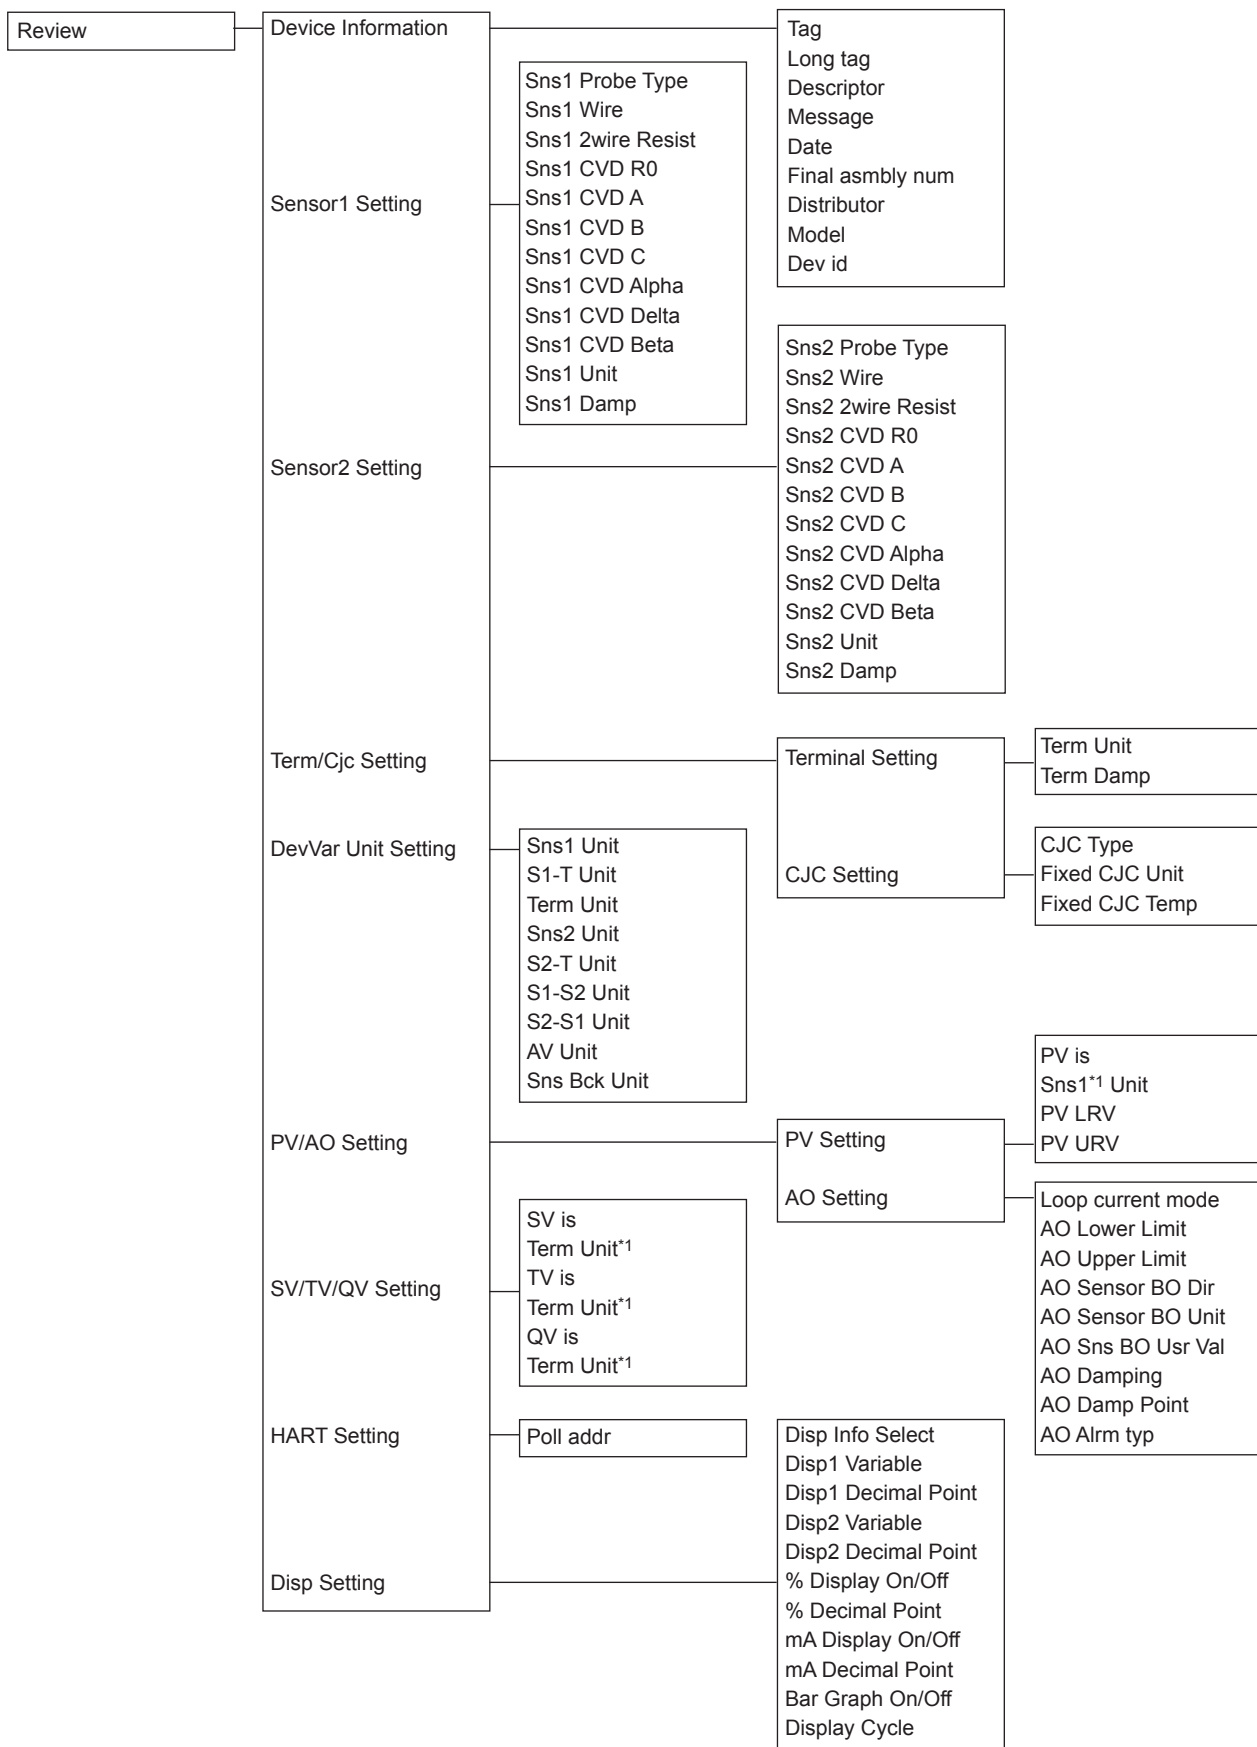 Review
Device Information
Tag
Long tag
Descriptor
Message
Date
Final asmbly num
Distributor
Model
Dev id
Sensor1 Setting
Sns1 Probe Type
Sns1 Wire
Sns1 2wire Resist
Sns1 CVD R0
Sns1 CVD A
Sns1 CVD B
Sns1 CVD C
Sns1 CVD Alpha
Sns1 CVD Delta
Sns1 CVD Beta
Sns1 Unit
Sns1 Damp
Sensor2 Setting
Sns2 Probe Type
Sns2 Wire
Sns2 2wire Resist
Sns2 CVD R0
Sns2 CVD A
Sns2 CVD B
Sns2 CVD C
Sns2 CVD Alpha
Sns2 CVD Delta
Sns2 CVD Beta
Sns2 Unit
Sns2 Damp
Term/Cjc Setting
Terminal Setting
Term Unit
Term Damp
CJC Setting
CJC Type
Fixed CJC Unit
Fixed CJC Temp
DevVar Unit Setting
Sns1 Unit
S1-T Unit
Term Unit
Sns2 Unit
S2-T Unit
S1-S2 Unit
S2-S1 Unit
AV Unit
Sns Bck Unit
PV/AO Setting
PV Setting
PV is
Sns1*1 Unit
PV LRV
PV URV
AO Setting
Loop current mode
AO Lower Limit
AO Upper Limit
AO Sensor BO Dir
AO Sensor BO Unit
AO Sns BO Usr Val
AO Damping
AO Damp Point
AO Alrm typ
SV/TV/QV Setting
SV is
Term Unit*1
TV is
Term Unit*1
QV is
Term Unit*1
HART Setting
Poll addr
Disp Setting
Disp Info Select
Disp1 Variable
Disp1 Decimal Point
Disp2 Variable
Disp2 Decimal Point
% Display On/Off
% Decimal Point
mA Display On/Off
mA Decimal Point
Bar Graph On/Off
Display Cycle